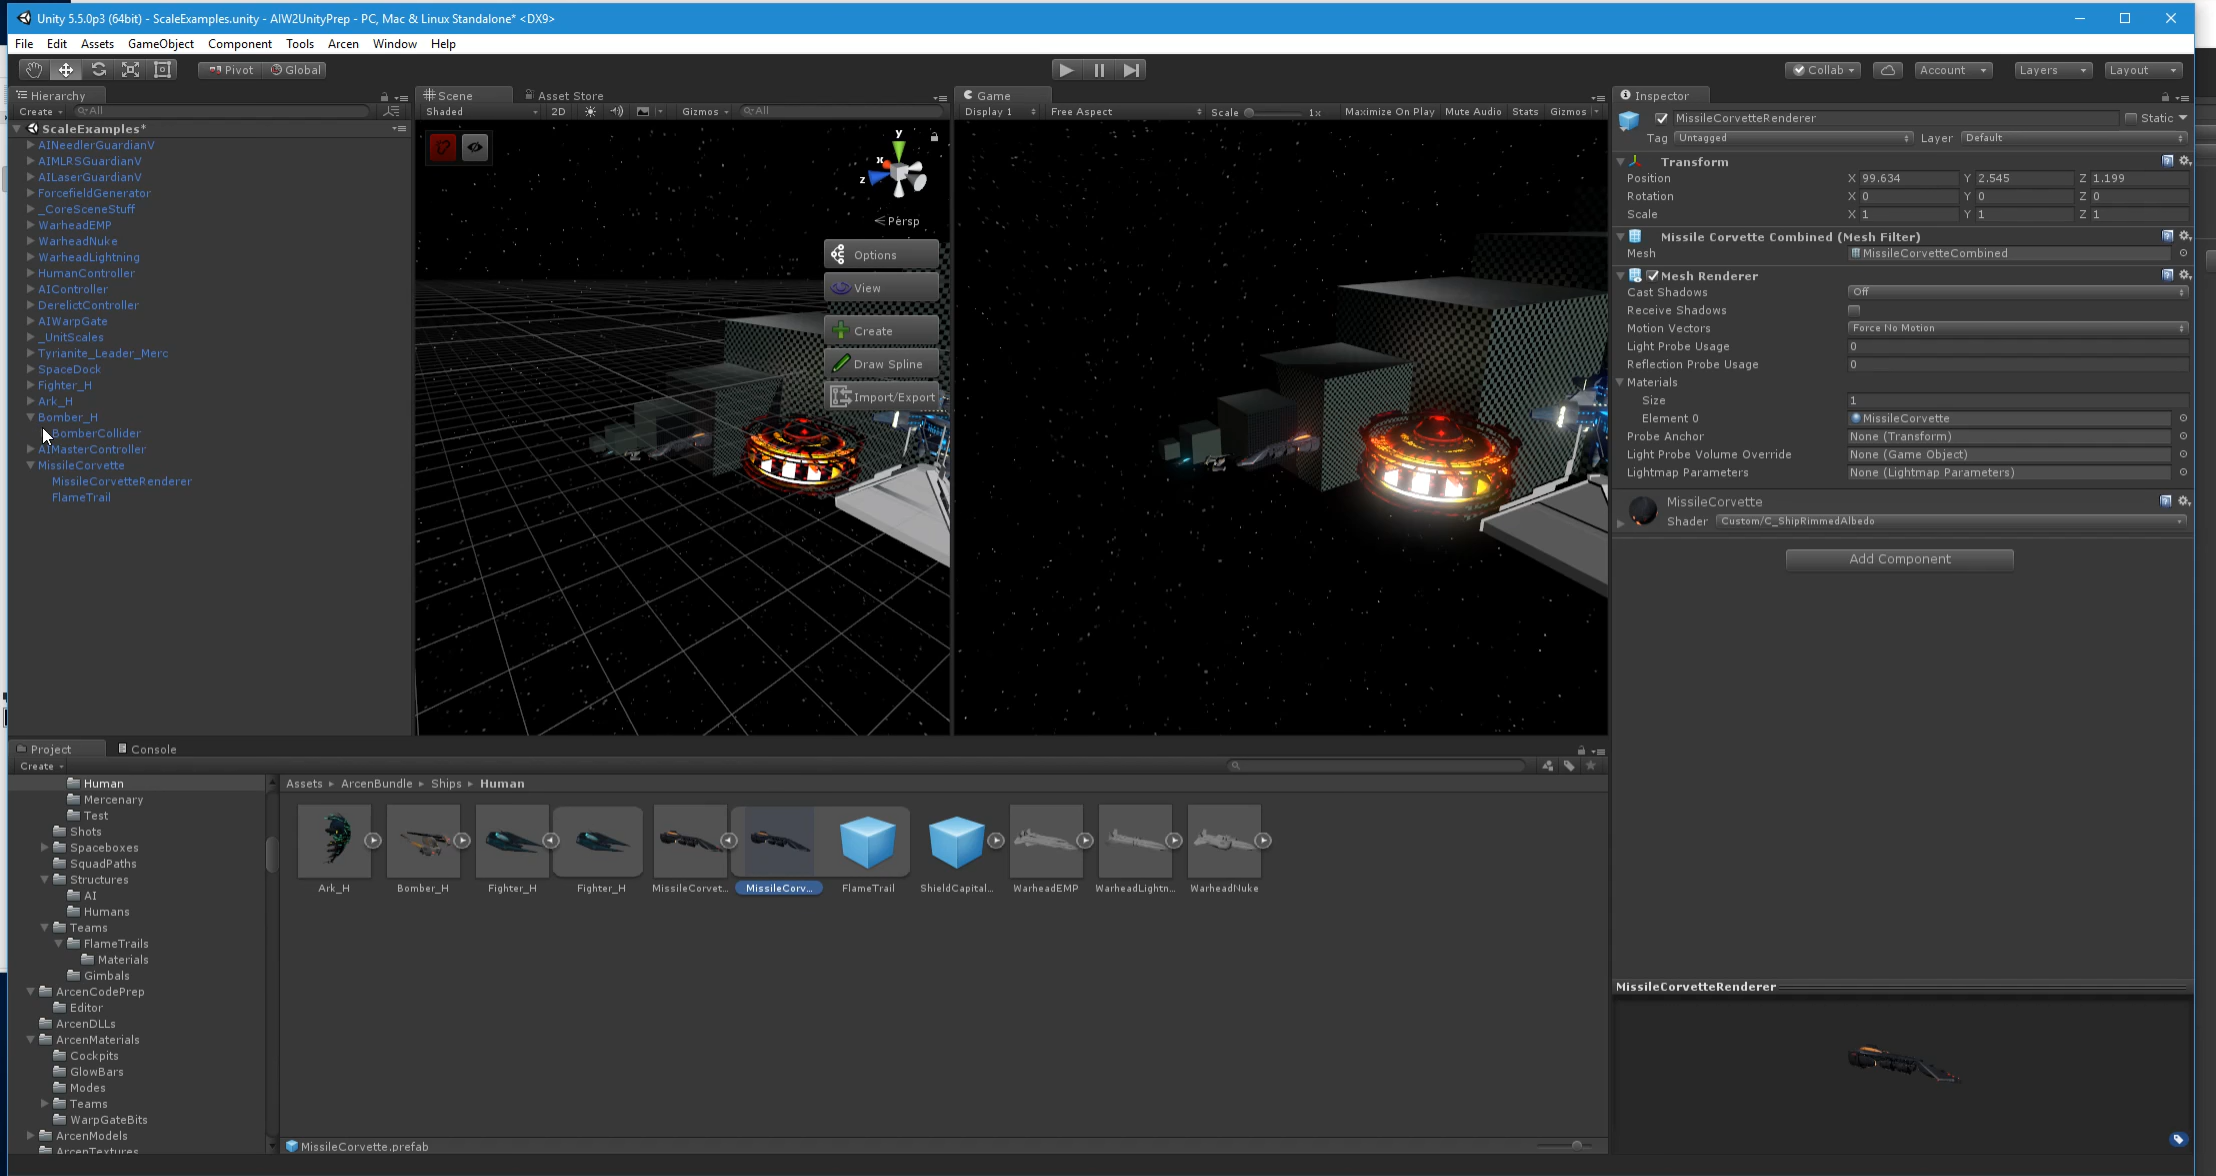 Unity 5.5.0p3 (64bit) - ScaleExamples.unity - AIW2UnityPrep - PC, Mac & Linux Standalone* <DX9>
File Edit Assets GameObject Component Tools Arcen Window Help
Pivot Global
Collab Account Layers Layout
Hierarchy
Create All
ScaleExamples*
AINeedlerGuardianV
AIMLRSGuardianV
AILaserGuardianV
ForcefieldGenerator
_CoreSceneStuff
WarheadEMP
WarheadNuke
WarheadLightning
HumanController
AIController
DerelictController
AIWarpGate
_UnitScales
Tyrianite_Leader_Merc
SpaceDock
Fighter_H
Ark_H
Bomber_H
BomberCollider
AIMasterController
MissileCorvette
MissileCorvetteRenderer
FlameTrail
Scene Asset Store
Shaded 2D Gizmos All
y
x
z
Persp
Options
View
Create
Draw Spline
Import/Export
Game
Display 1 Free Aspect Scale 1x Maximize On Play Mute Audio Stats Gizmos
Inspector
MissileCorvetteRenderer Static
Tag Untagged Layer Default
Transform
Position X 99.634 Y 2.545 Z 1.199
Rotation X 0 Y 0 Z 0
Scale X 1 Y 1 Z 1
Missile Corvette Combined (Mesh Filter)
Mesh MissileCorvetteCombined
Mesh Renderer
Cast Shadows Off
Receive Shadows
Motion Vectors Force No Motion
Light Probe Usage 0
Reflection Probe Usage 0
Materials
Size 1
Element 0 MissileCorvette
Probe Anchor None (Transform)
Light Probe Volume Override None (Game Object)
Lightmap Parameters None (Lightmap Parameters)
MissileCorvette
Shader Custom/C_ShipRimmedAlbedo
Add Component
MissileCorvetteRenderer
Project Console
Create
Human
Mercenary
Test
Shots
Spaceboxes
SquadPaths
Structures
AI
Humans
Teams
FlameTrails
Materials
Gimbals
ArcenCodePrep
Editor
ArcenDLLs
ArcenMaterials
Cockpits
GlowBars
Modes
Teams
WarpGateBits
ArcenModels
ArcenTextures
Assets ArcenBundle Ships Human
Ark_H Bomber_H Fighter_H Fighter_H MissileCorvet... MissileCorv... FlameTrail ShieldCapital... WarheadEMP WarheadLightn... WarheadNuke
MissileCorvette.prefab